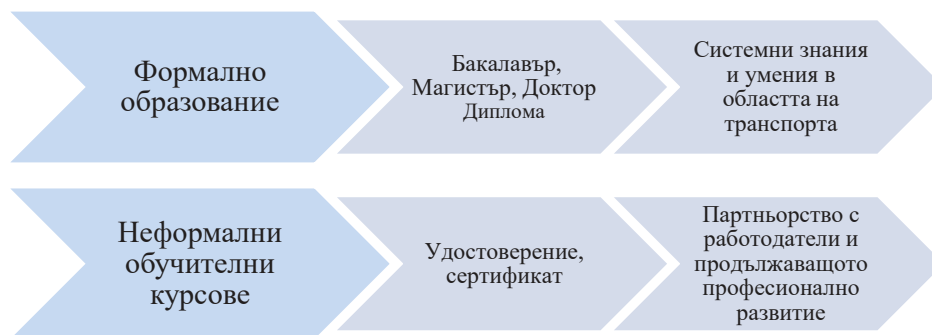 Формално
образование
Бакалавър,
Магистър, Доктор
Диплома
Системни знания
и умения в
областта на
транспорта
Неформални
обучителни
курсове
Удостоверение,
сертификат
Партньорство с
работодатели и
продължаващото
професионално
развитие